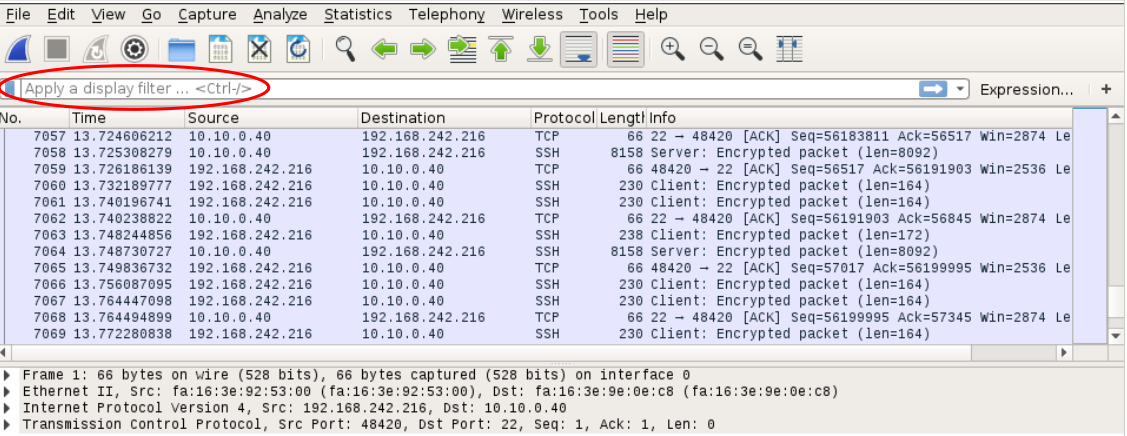 File Edit View Go Capture Analyze Statistics Telephony Wireless Tools Help
Apply a display filter ... <Ctrl-/> Expression... +
No. Time Source Destination Protocol Length Info
7057 13.724606212 10.10.0.40 192.168.242.216 TCP 66 22 → 48420 [ACK] Seq=56183811 Ack=56517 Win=2874 Le
7058 13.725308279 10.10.0.40 192.168.242.216 SSH 8158 Server: Encrypted packet (len=8092)
7059 13.726186139 192.168.242.216 10.10.0.40 TCP 66 48420 → 22 [ACK] Seq=56517 Ack=56191903 Win=2536 Le
7060 13.732189777 192.168.242.216 10.10.0.40 SSH 230 Client: Encrypted packet (len=164)
7061 13.740196741 192.168.242.216 10.10.0.40 SSH 230 Client: Encrypted packet (len=164)
7062 13.740238822 10.10.0.40 192.168.242.216 TCP 66 22 → 48420 [ACK] Seq=56191903 Ack=56845 Win=2874 Le
7063 13.748244856 192.168.242.216 10.10.0.40 SSH 238 Client: Encrypted packet (len=172)
7064 13.748730727 10.10.0.40 192.168.242.216 SSH 8158 Server: Encrypted packet (len=8092)
7065 13.749836732 192.168.242.216 10.10.0.40 TCP 66 48420 → 22 [ACK] Seq=57017 Ack=56199995 Win=2536 Le
7066 13.756087095 192.168.242.216 10.10.0.40 SSH 230 Client: Encrypted packet (len=164)
7067 13.764447098 192.168.242.216 10.10.0.40 SSH 230 Client: Encrypted packet (len=164)
7068 13.764494899 10.10.0.40 192.168.242.216 TCP 66 22 → 48420 [ACK] Seq=56199995 Ack=57345 Win=2874 Le
7069 13.772280838 192.168.242.216 10.10.0.40 SSH 230 Client: Encrypted packet (len=164)
Frame 1: 66 bytes on wire (528 bits), 66 bytes captured (528 bits) on interface 0
Ethernet II, Src: fa:16:3e:92:53:00 (fa:16:3e:92:53:00), Dst: fa:16:3e:9e:0e:c8 (fa:16:3e:9e:0e:c8)
Internet Protocol Version 4, Src: 192.168.242.216, Dst: 10.10.0.40
Transmission Control Protocol, Src Port: 48420, Dst Port: 22, Seq: 1, Ack: 1, Len: 0